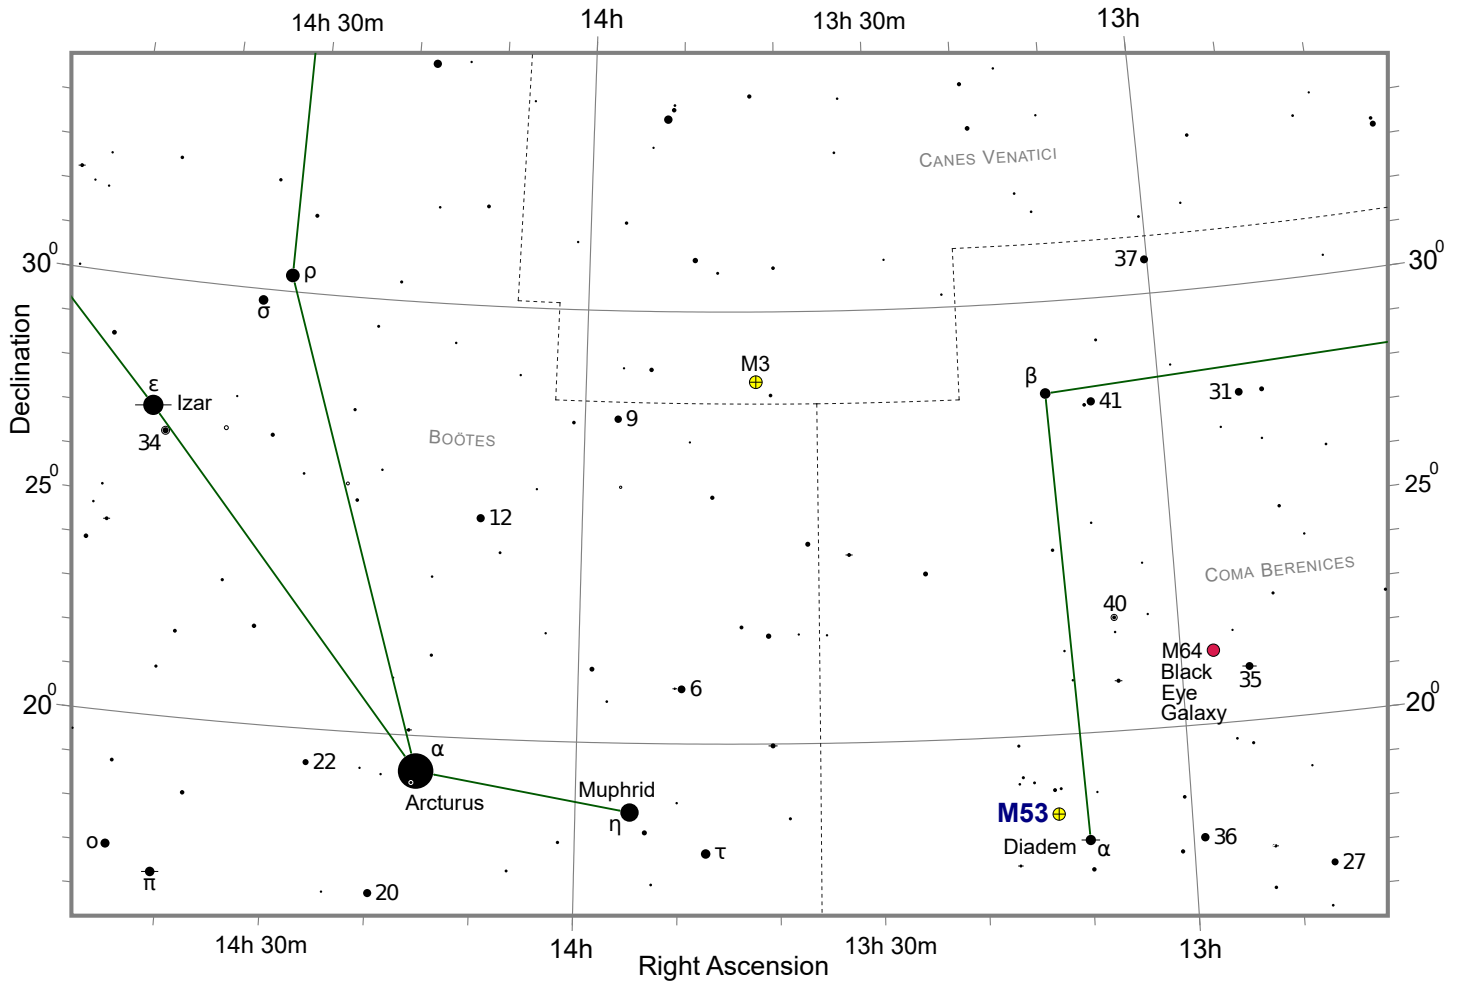 14h 30m
14h
13h 30m
13h
Canes Venatici
30⁰
ρ
37
30⁰
σ
Declination
M3
ε
Izar
β
41
31
34
Boötes
9
25⁰
12
25⁰
Coma Berenices
40
M64
Black
Eye
Galaxy
35
6
20⁰
20⁰
α
22
Arcturus
Muphrid
η
M53
Diadem
α
36
ο
π
τ
27
20
14h 30m
14h
13h 30m
13h
Right Ascension